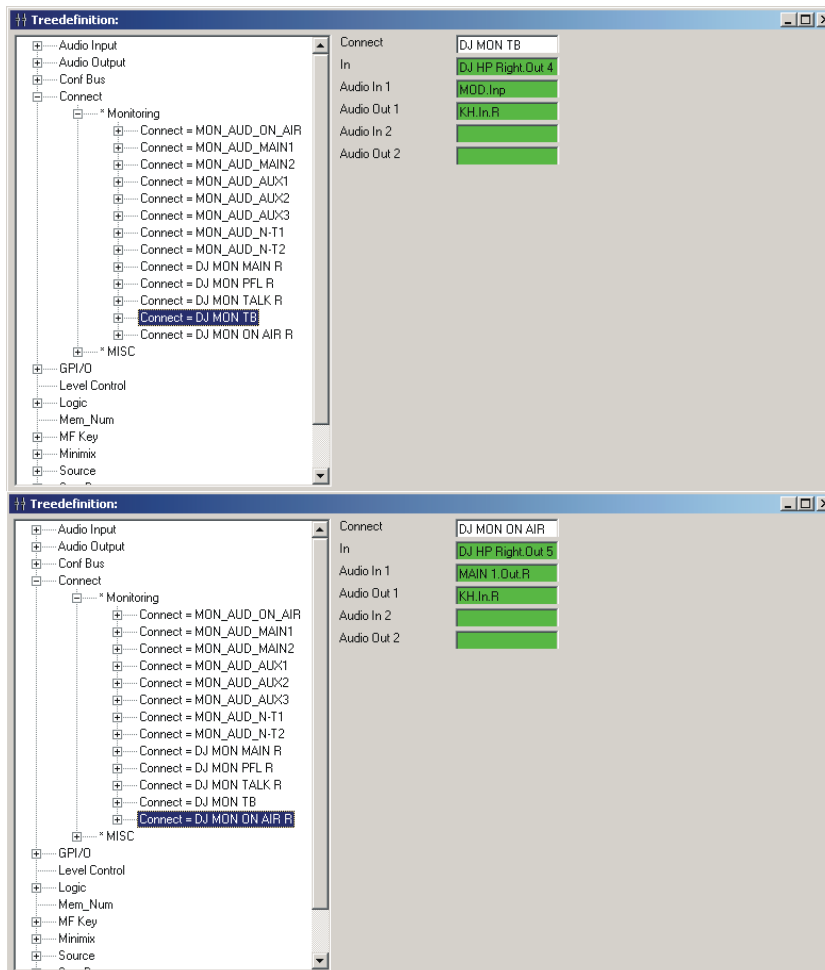 Treedefinition:
Audio Input
Audio Output
Conf Bus
Connect
* Monitoring
Connect = MON_AUD_ON_AIR
Connect = MON_AUD_MAIN1
Connect = MON_AUD_MAIN2
Connect = MON_AUD_AUX1
Connect = MON_AUD_AUX2
Connect = MON_AUD_AUX3
Connect = MON_AUD_N-T1
Connect = MON_AUD_N-T2
Connect = DJ MON MAIN R
Connect = DJ MON PFL R
Connect = DJ MON TALK R
Connect = DJ MON TB
Connect = DJ MON ON AIR R
* MISC
GPI/O
Level Control
Logic
Mem_Num
MF Key
Minimix
Source
Connect DJ MON TB
In DJ HP Right.Out 4
Audio In 1 MOD.Inp
Audio Out 1 KH.In.R
Audio In 2
Audio Out 2
Treedefinition:
Audio Input
Audio Output
Conf Bus
Connect
* Monitoring
Connect = MON_AUD_ON_AIR
Connect = MON_AUD_MAIN1
Connect = MON_AUD_MAIN2
Connect = MON_AUD_AUX1
Connect = MON_AUD_AUX2
Connect = MON_AUD_AUX3
Connect = MON_AUD_N-T1
Connect = MON_AUD_N-T2
Connect = DJ MON MAIN R
Connect = DJ MON PFL R
Connect = DJ MON TALK R
Connect = DJ MON TB
Connect = DJ MON ON AIR R
* MISC
GPI/O
Level Control
Logic
Mem_Num
MF Key
Minimix
Source
Connect DJ MON ON AIR
In DJ HP Right.Out 5
Audio In 1 MAIN 1.Out.R
Audio Out 1 KH.In.R
Audio In 2
Audio Out 2